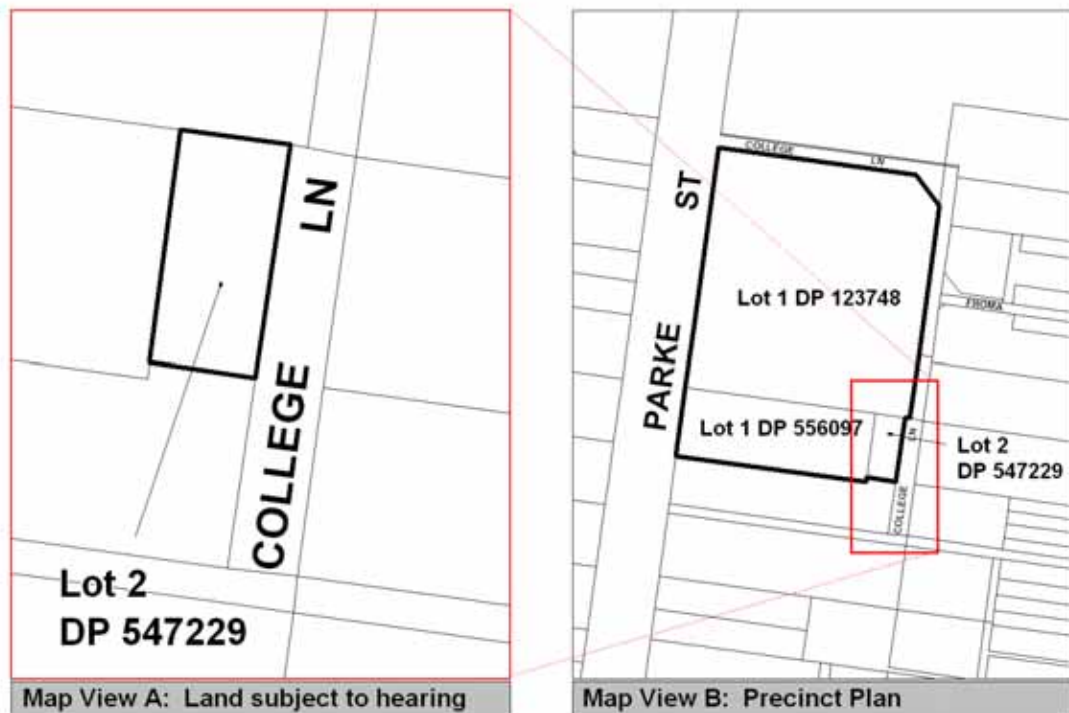 COLLEGE LN
Lot 2
DP 547229
Map View A: Land subject to hearing
COLLEGE LN
PARKE ST
Lot 1 DP 123748
THOMA
Lot 1 DP 556097
LN
Lot 2
DP 547229
COLLEGE
Map View B: Precinct Plan